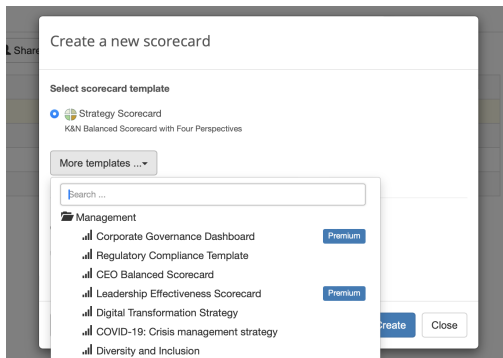 Share
Create a new scorecard
Select scorecard template
Strategy Scorecard
K&N Balanced Scorecard with Four Perspectives
More templates ...
Search ...
Management
Corporate Governance Dashboard Premium
Regulatory Compliance Template
CEO Balanced Scorecard
Leadership Effectiveness Scorecard Premium
Digital Transformation Strategy
COVID-19: Crisis management strategy
Create Close
Diversity and Inclusion